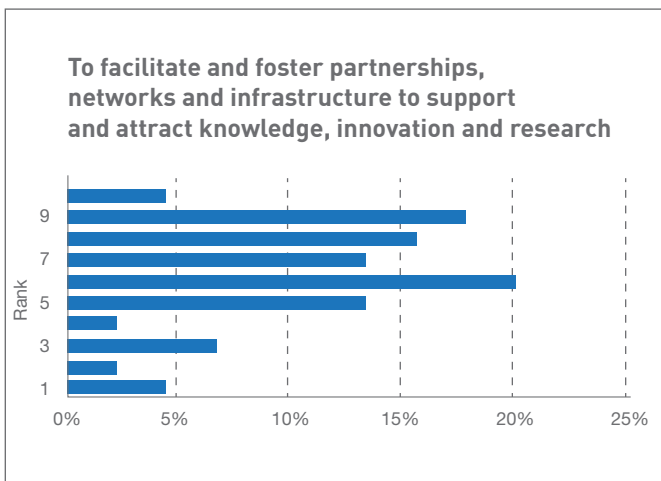 To facilitate and foster partnerships,
networks and infrastructure to support
and attract knowledge, innovation and research
9
7
Rank
5
3
1
0% 5% 10% 15% 20% 25%